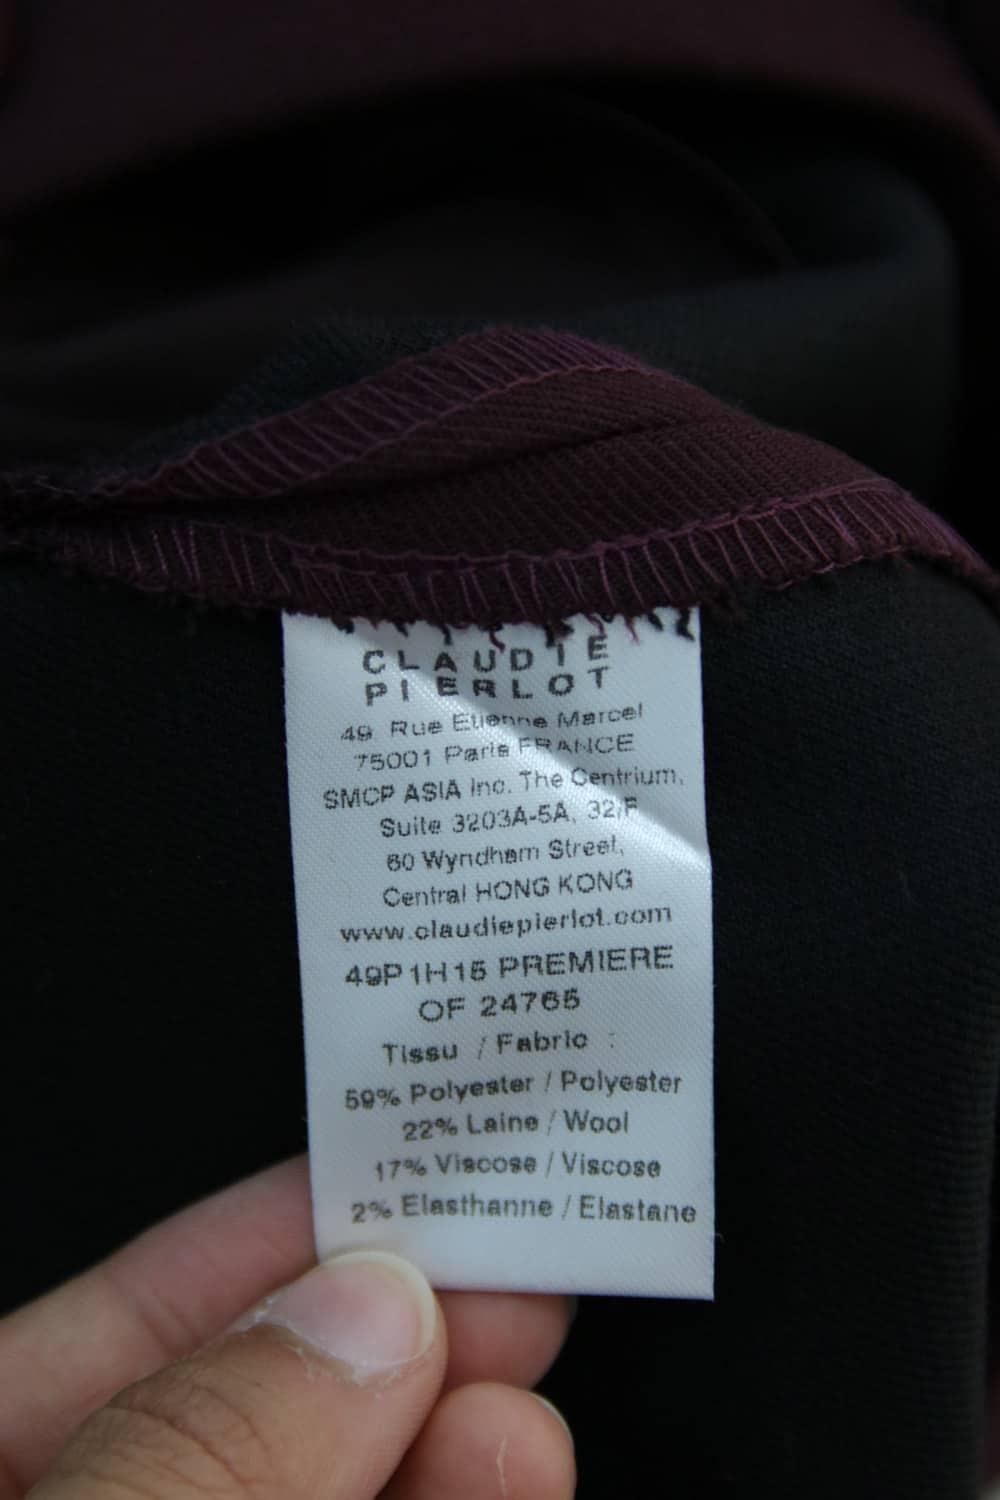 CLAUDIE
PIERLOT
49 Rue Etienne Marcel
75001 Paris FRANCE
SMCP ASIA Inc. The Centrium,
Suite 3203A-5A, 32/F
60 Wyndham Street,
Central HONG KONG
www.claudiepierlot.com
49P1H15 PREMIERE
OF 24765
Tissu / Fabric :
59% Polyester / Polyester
22% Laine / Wool
17% Viscose / Viscose
2% Elasthanne / Elastane